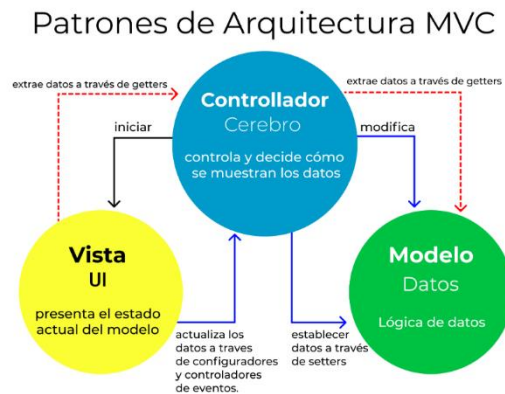 Patrones de Arquitectura MVC
extrae datos a través de getters
extrae datos a través de getters
Controllador
Cerebro
controla y decide cómo
se muestran los datos
iniciar
modifica
Vista
UI
presenta el estado
actual del modelo
Modelo
Datos
Lógica de datos
actualiza los
datos a traves
de configuradores
y controladores
de eventos.
establecer
datos a través
de setters